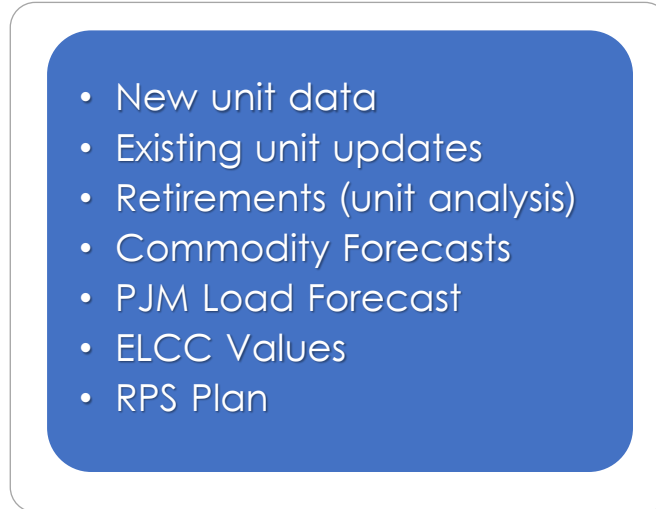 • New unit data
• Existing unit updates
• Retirements (unit analysis)
• Commodity Forecasts
• PJM Load Forecast
• ELCC Values
• RPS Plan